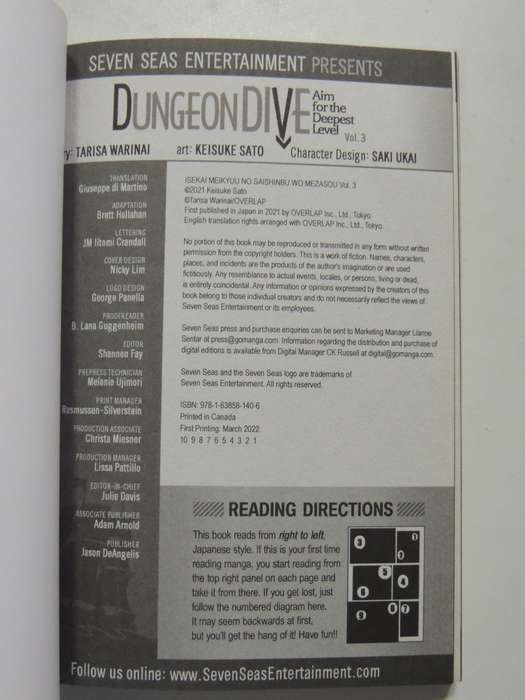 SEVEN SEAS ENTERTAINMENT PRESENTS
DUNGEON DIVE
Aim
for the
Deepest
Level Vol. 3
TARISA WARINAI art: KEISUKE SATO Character Design: SAKI UKAI
TRANSLATION
Giuseppe di Martino
ADAPTATION
Brett Hallahan
LETTERING
JM Iitomi Crandall
COVER DESIGN
Nicky Lim
LOGO DESIGN
George Panella
PROOFREADER
B. Lana Guggenheim
EDITOR
Shannon Fay
PREPRESS TECHNICIAN
Melanie Ujimori
PRINT MANAGER
Rasmussen-Silverstein
PRODUCTION ASSOCIATE
Christa Miesner
PRODUCTION MANAGER
Lissa Pattillo
EDITOR-IN-CHIEF
Julie Davis
ASSOCIATE PUBLISHER
Adam Arnold
PUBLISHER
Jason DeAngelis
ISEKAI MEIKYUU NO SAISHINBU WO MEZASOU Vol. 3
©2021 Keisuke Sato
©Tarisa Warinai/OVERLAP
First published in Japan in 2021 by OVERLAP Inc., Ltd., Tokyo.
English translation rights arranged with OVERLAP Inc., Ltd., Tokyo.
No portion of this book may be reproduced or transmitted in any form without written
permission from the copyright holders. This is a work of fiction. Names, characters,
places, and incidents are the products of the author's imagination or are used
fictitiously. Any resemblance to actual events, locales, or persons, living or dead,
is entirely coincidental. Any information or opinions expressed by the creators of this
book belong to those individual creators and do not necessarily reflect the views of
Seven Seas Entertainment or its employees.
Seven Seas press and purchase enquiries can be sent to Marketing Manager Lianne
Sentar at press@gomanga.com. Information regarding the distribution and purchase of
digital editions is available from Digital Manager CK Russell at digital@gomanga.com.
Seven Seas and the Seven Seas logo are trademarks of
Seven Seas Entertainment. All rights reserved.
ISBN: 978-1-63858-140-6
Printed in Canada
First Printing: March 2022
10 9 8 7 6 5 4 3 2 1
READING DIRECTIONS
This book reads from right to left,
Japanese style. If this is your first time
reading manga, you start reading from
the top right panel on each page and
take it from there. If you get lost, just
follow the numbered diagram here.
It may seem backwards at first,
but you'll get the hang of it! Have fun!!
Follow us online: www.SevenSeasEntertainment.com